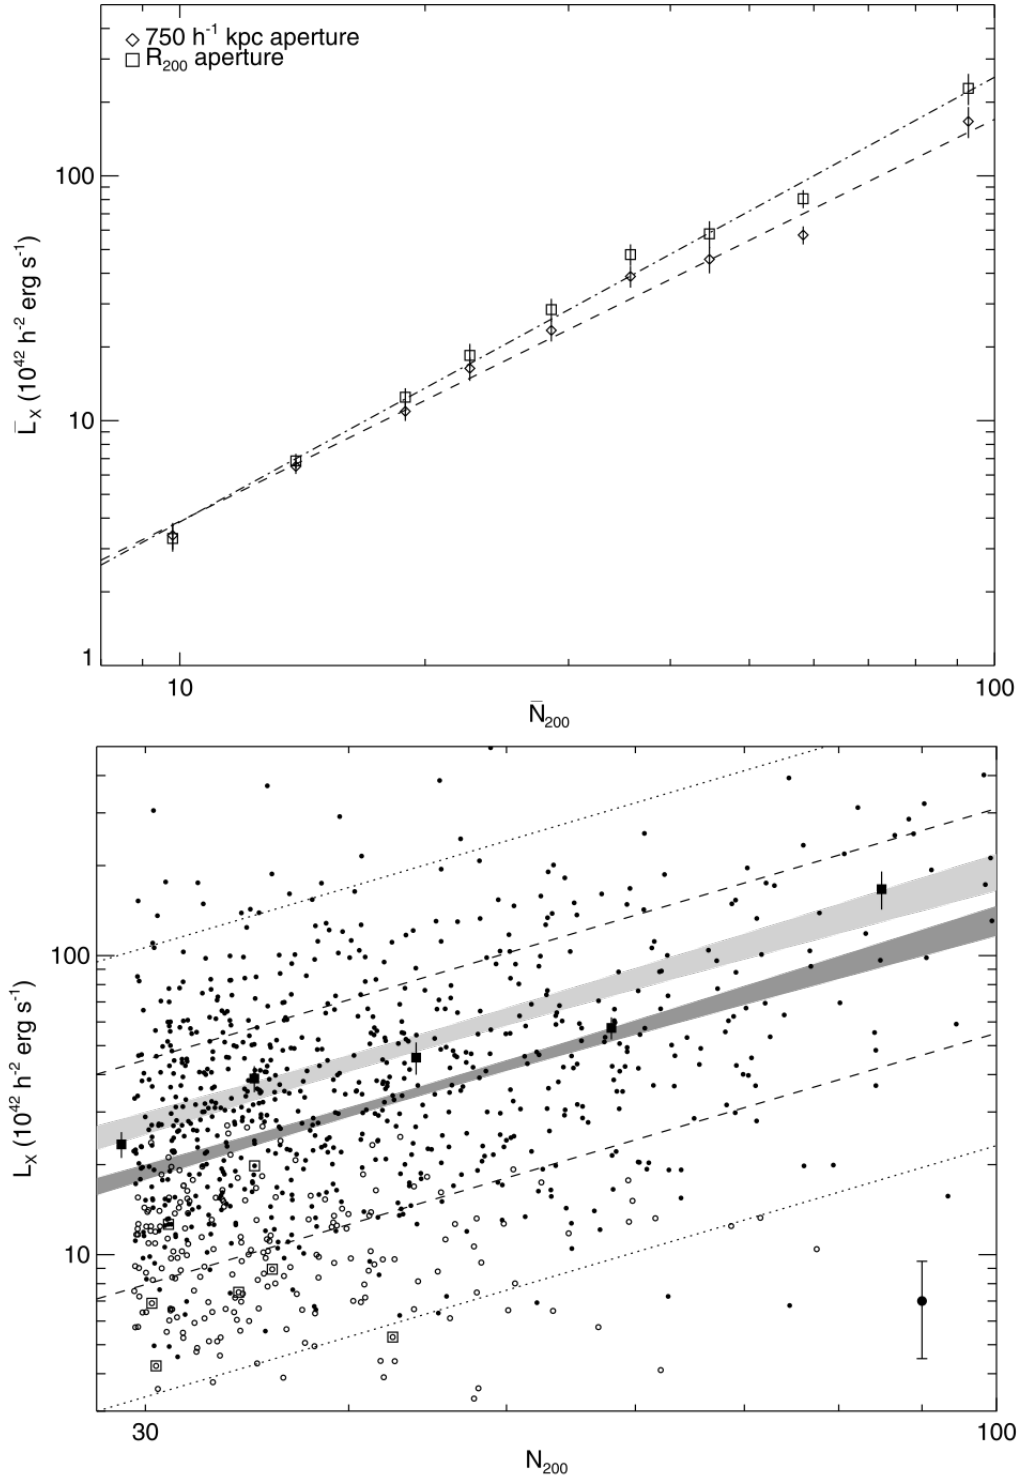 ◇ 750 h⁻¹ kpc aperture
□ R₂₀₀ aperture
100
10
1
L̅ₓ (10⁴² h⁻² erg s⁻¹)
10
100
N̅₂₀₀
100
10
Lₓ (10⁴² h⁻² erg s⁻¹)
30
100
N₂₀₀